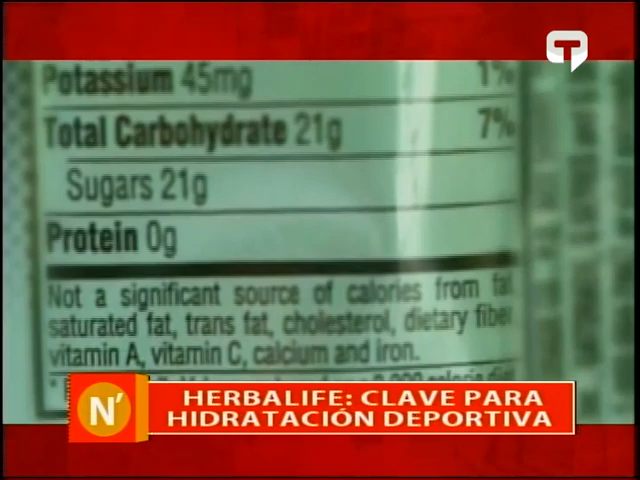 Potassium 45mg 1%
Total Carbohydrate 21g 7%
Sugars 21g
Protein 0g
Not a significant source of calories from fat
saturated fat, trans fat, cholesterol, dietary fiber
vitamin A, vitamin C, calcium and iron.
N'
HERBALIFE: CLAVE PARA
HIDRATACIÓN DEPORTIVA